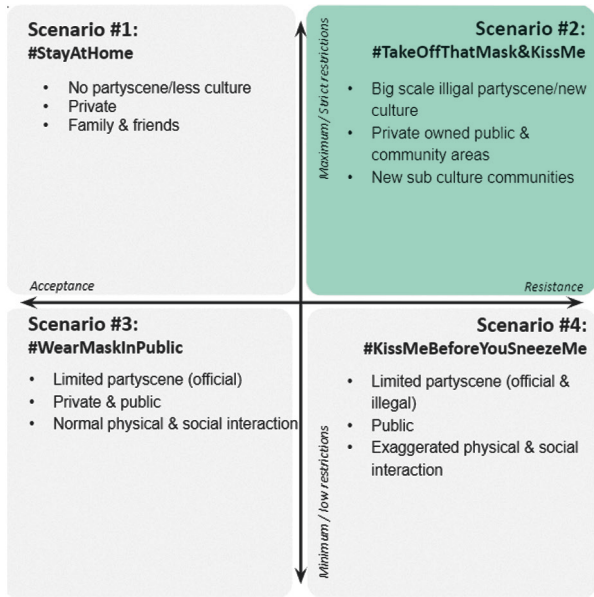 Scenario #1:
#StayAtHome
• No partyscene/less culture
• Private
• Family & friends
Maximum/ Strict restrictions
Scenario #2:
#TakeOffThatMask&KissMe
• Big scale illigal partyscene/new
culture
• Private owned public &
community areas
• New sub culture communities
Acceptance
Resistance
Scenario #3:
#WearMaskInPublic
• Limited partyscene (official)
• Private & public
• Normal physical & social interaction
Minimum / low restrictions
Scenario #4:
#KissMeBeforeYouSneezeMe
• Limited partyscene (official &
illegal)
• Public
• Exaggerated physical & social
interaction